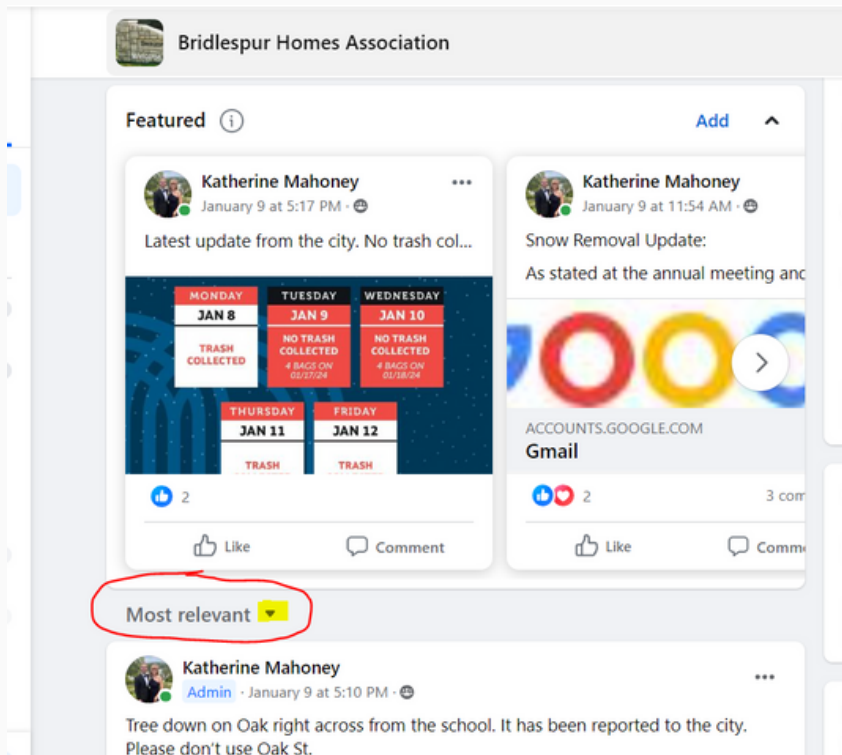 Bridlespur Homes Association
Featured
Add
Katherine Mahoney
January 9 at 5:17 PM ·
Latest update from the city. No trash col...
MONDAY
JAN 8
TRASH
COLLECTED
TUESDAY
JAN 9
NO TRASH
COLLECTED
4 BAGS ON
01/17/24
WEDNESDAY
JAN 10
NO TRASH
COLLECTED
4 BAGS ON
01/18/24
THURSDAY
JAN 11
TRASH
FRIDAY
JAN 12
TRASH
2
Like
Comment
Katherine Mahoney
January 9 at 11:54 AM ·
Snow Removal Update:
As stated at the annual meeting and
ACCOUNTS.GOOGLE.COM
Gmail
2
3 com
Like
Comm
Most relevant
Katherine Mahoney
Admin · January 9 at 5:10 PM ·
Tree down on Oak right across from the school. It has been reported to the city.
Please don't use Oak St.